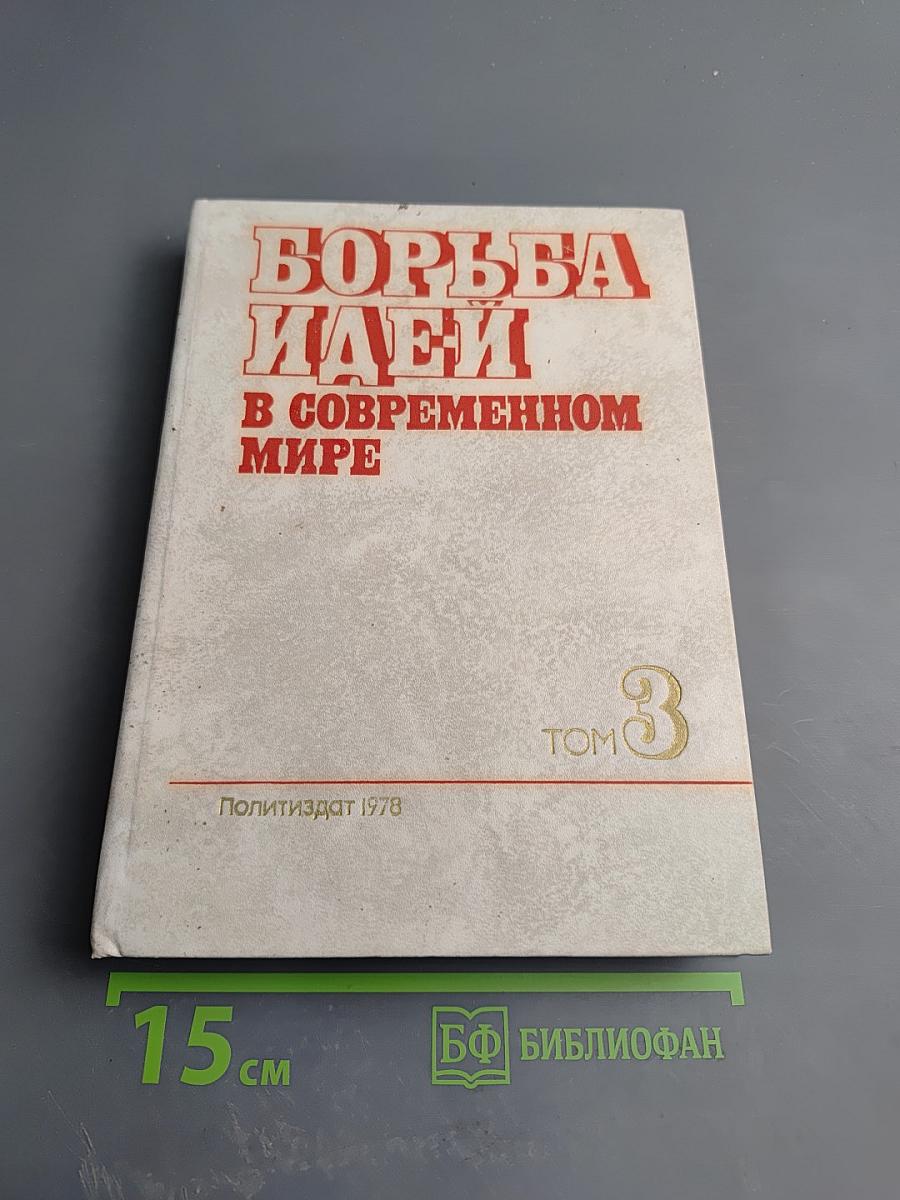 БОРЬБА
ИДЕЙ
В СОВРЕМЕННОМ
МИРЕ
ТОМ 3
Политиздат 1978
15 см
БФ БИБЛИОФАН